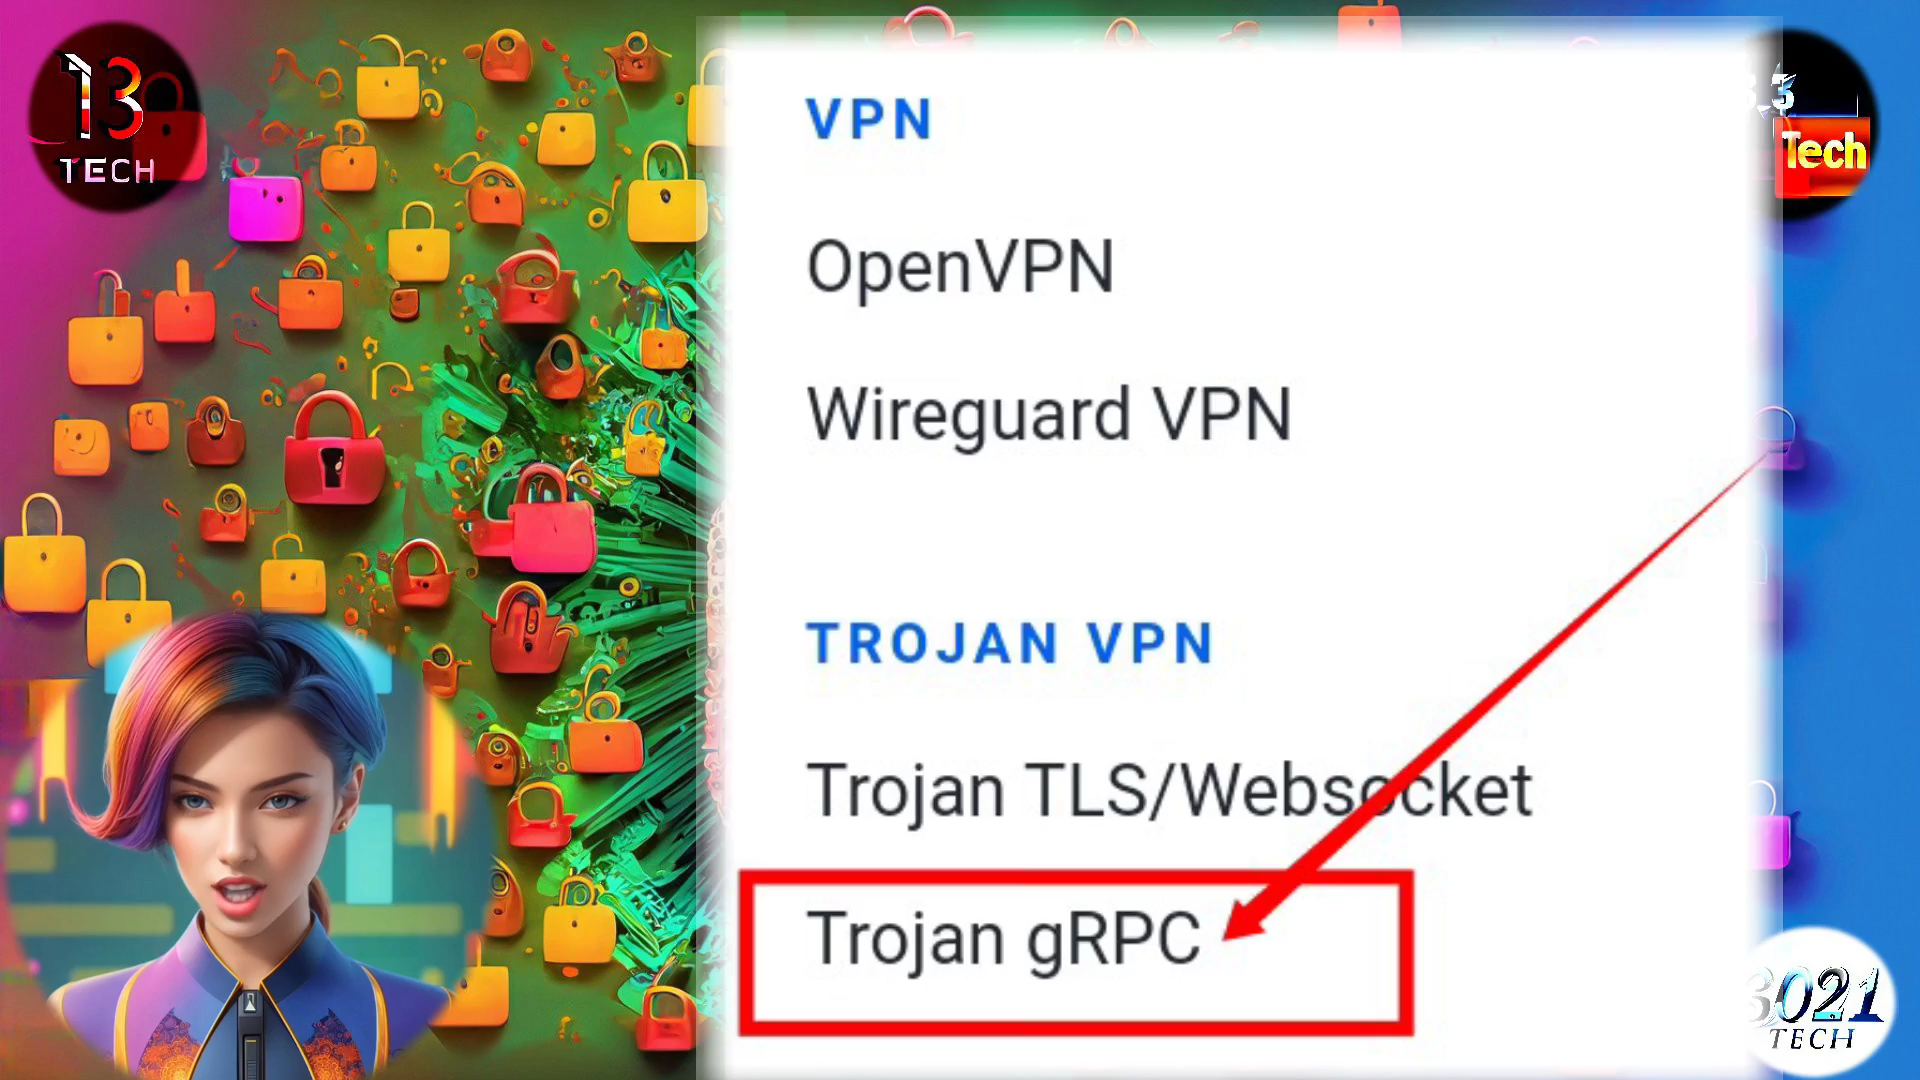 13
TECH
VPN
OpenVPN
Wireguard VPN
TROJAN VPN
Trojan TLS/Websocket
Trojan gRPC
Tech
3021
TECH